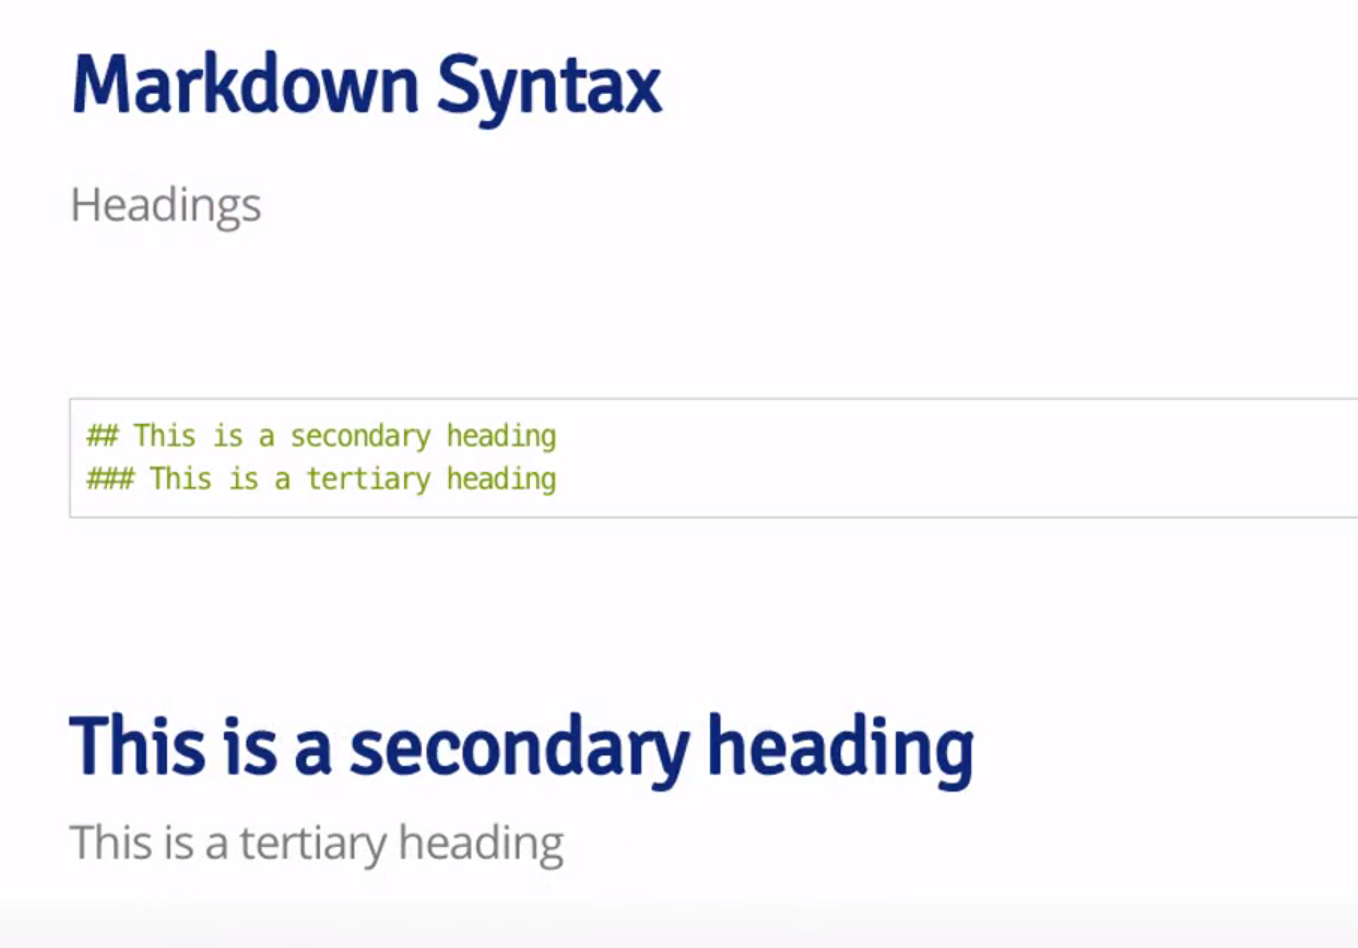 Markdown Syntax
Headings
## This is a secondary heading
### This is a tertiary heading
This is a secondary heading
This is a tertiary heading